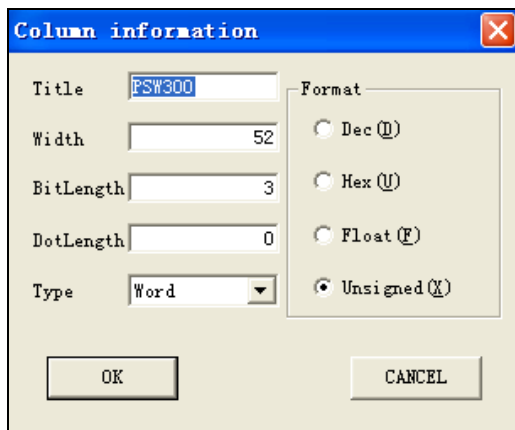 Column information
Title PSW300
Width 52
BitLength 3
DotLength 0
Type Word
Format
Dec(D)
Hex(U)
Float(F)
Unsigned(X)
OK CANCEL